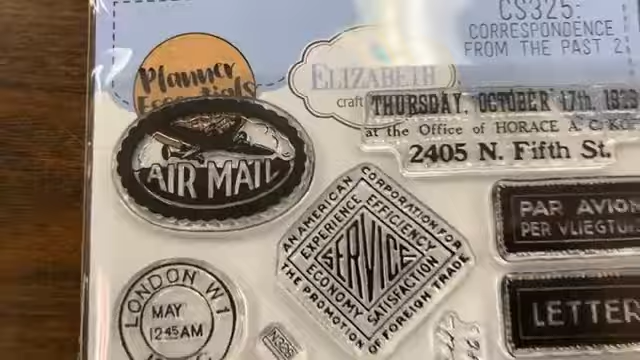 CS325:
CORRESPONDENCE
FROM THE PAST 2
Planner
Essentials
ELIZABETH
craft
THURSDAY, OCTOBER 17th,
at the Office of HORACE A. C.
2405 N. Fifth St.
AIR MAIL
AN AMERICAN CORPORATION FOR
THE PROMOTION OF FOREIGN TRADE
EXPERIENCE EFFICIENCY
ECONOMY SATISFACTION
SERVICE
PAR AVION
PER VLIEGTUI
LETTER
LONDON W1
MAY
12 45 AM